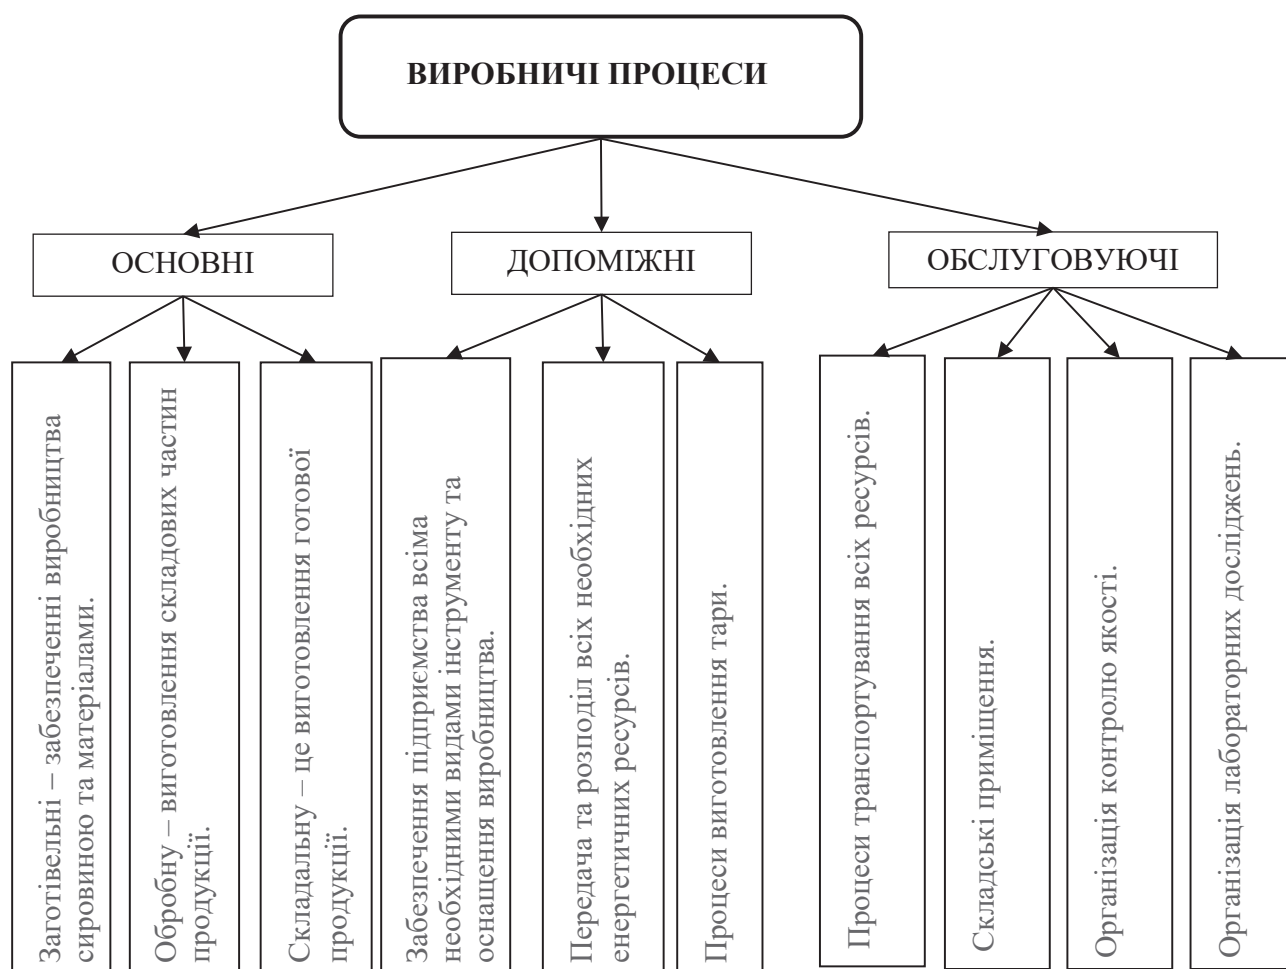 ВИРОБНИЧІ ПРОЦЕСИ
ОСНОВНІ
ДОПОМІЖНІ
ОБСЛУГОВУЮЧІ
Заготівельні – забезпеченні виробництва
сировиною та матеріалами.
Обробну – виготовлення складових частин
продукції.
Складальну – це виготовлення готової
продукції.
Забезпечення підприємства всіма
необхідними видами інструменту та
оснащення виробництва.
Передача та розподіл всіх необхідних
енергетичних ресурсів.
Процеси виготовлення тари.
Процеси транспортування всіх ресурсів.
Складські приміщення.
Організація контролю якості.
Організація лабораторних досліджень.